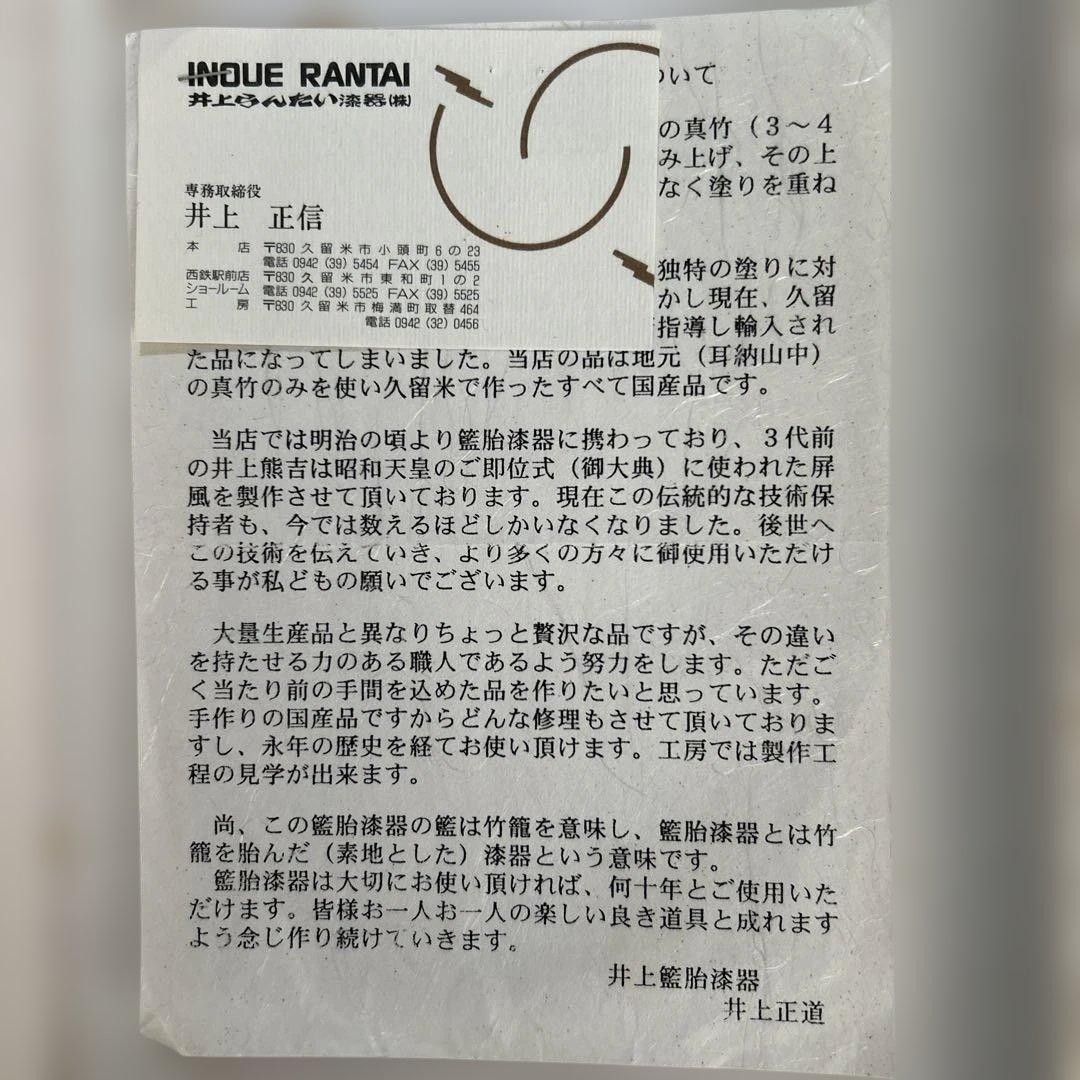 INOUE RANTAI
井上らんたい漆器(株)
専務取締役
井上 正信
本 店 〒830 久留米市小頭町6の23
電話 0942 (39) 5454 FAX (39) 5455
西鉄駅前店 〒830 久留米市東和町1の2
ショールーム 電話 0942 (39) 5525 FAX (39) 5525
工 房 〒830 久留米市梅満町取替464
電話 0942 (32) 0456
ついて
の真竹(3〜4
み上げ、その上
なく塗りを重ね
独特の塗りに対
かし現在、久留
指導し輸入され
た品になってしまいました。当店の品は地元(耳納山中)
の真竹のみを使い久留米で作ったすべて国産品です。
当店では明治の頃より籃胎漆器に携わっており、3代前
の井上熊吉は昭和天皇のご即位式(御大典)に使われた屏
風を製作させて頂いております。現在この伝統的な技術保
持者も、今では数えるほどしかいなくなりました。後世へ
この技術を伝えていき、より多くの方々に御使用いただけ
る事が私どもの願いでございます。
大量生産品と異なりちょっと贅沢な品ですが、その違い
を持たせる力のある職人であるよう努力をします。ただご
く当たり前の手間を込めた品を作りたいと思っています。
手作りの国産品ですからどんな修理もさせて頂いておりま
すし、永年の歴史を経てお使い頂けます。工房では製作工
程の見学が出来ます。
尚、この籃胎漆器の籃は竹籠を意味し、籃胎漆器とは竹
籠を胎んだ(素地とした)漆器という意味です。
籃胎漆器は大切にお使い頂ければ、何十年とご使用いた
だけます。皆様お一人お一人の楽しい良き道具と成れます
よう念じ作り続けていきます。
井上籃胎漆器
井上正道